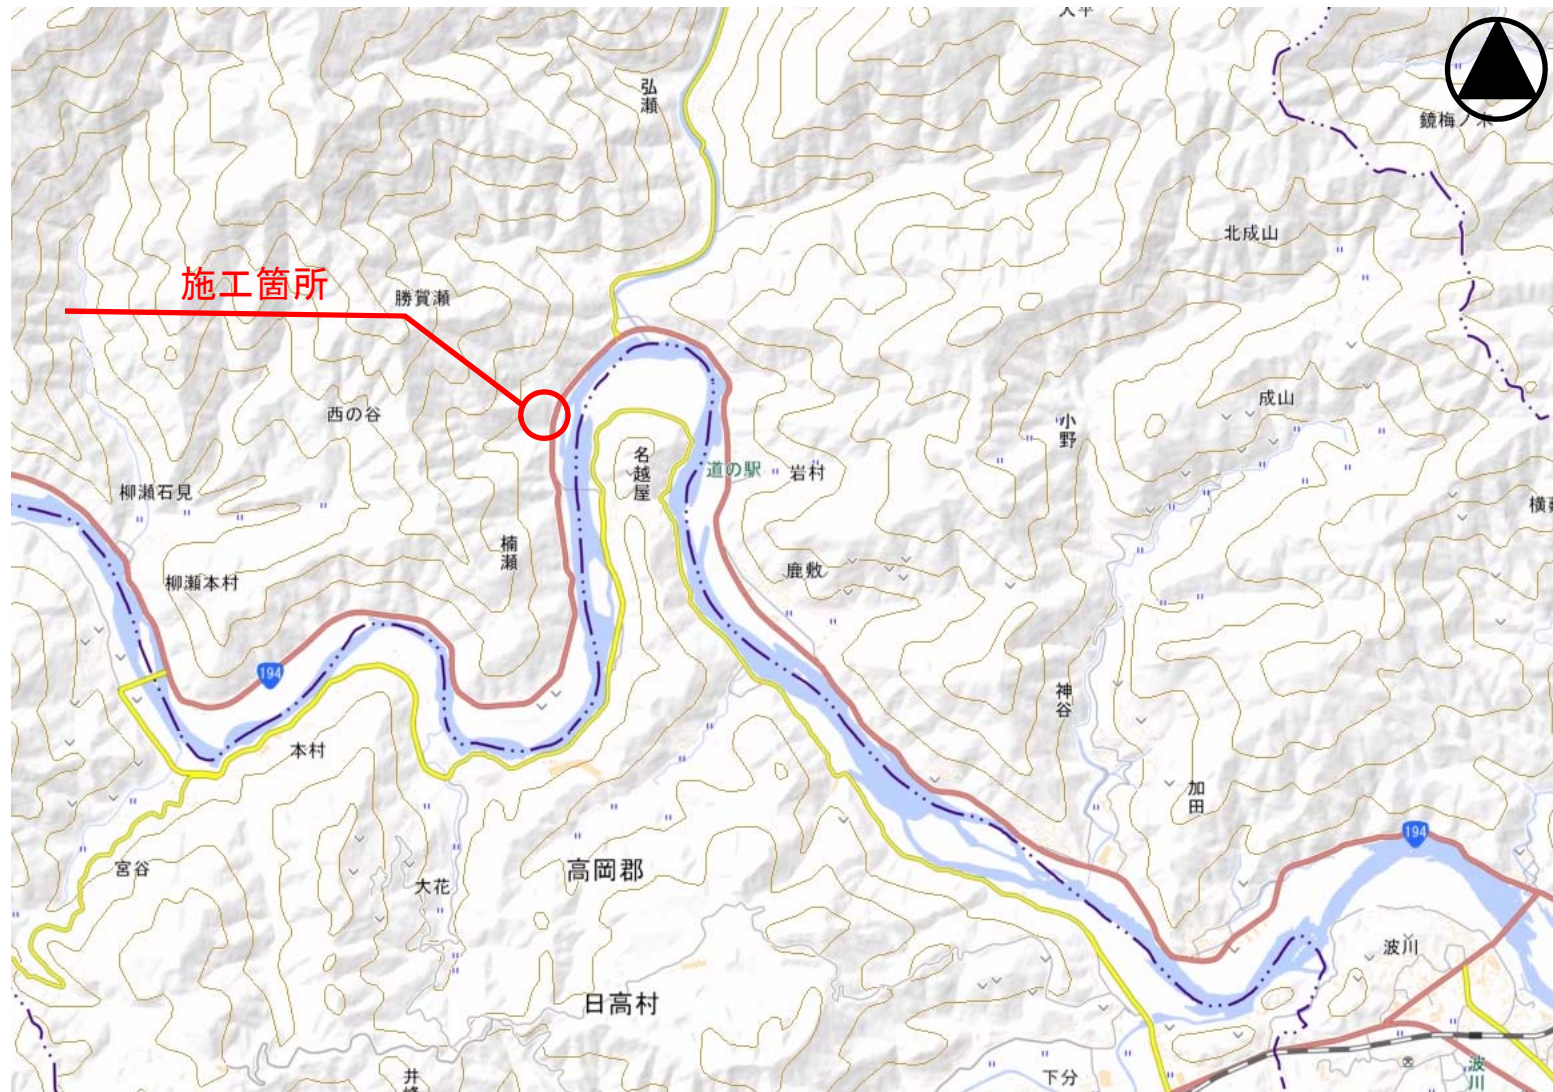 弘瀬
鏡梅ノ木
北成山
施工箇所
勝賀瀬
西の谷
成山
小野
名越屋
道の駅
岩村
柳瀬石見
楠瀬
鹿敷
柳瀬本村
194
神谷
本村
加田
194
高岡郡
宮谷
大花
波川
日高村
下分
波川